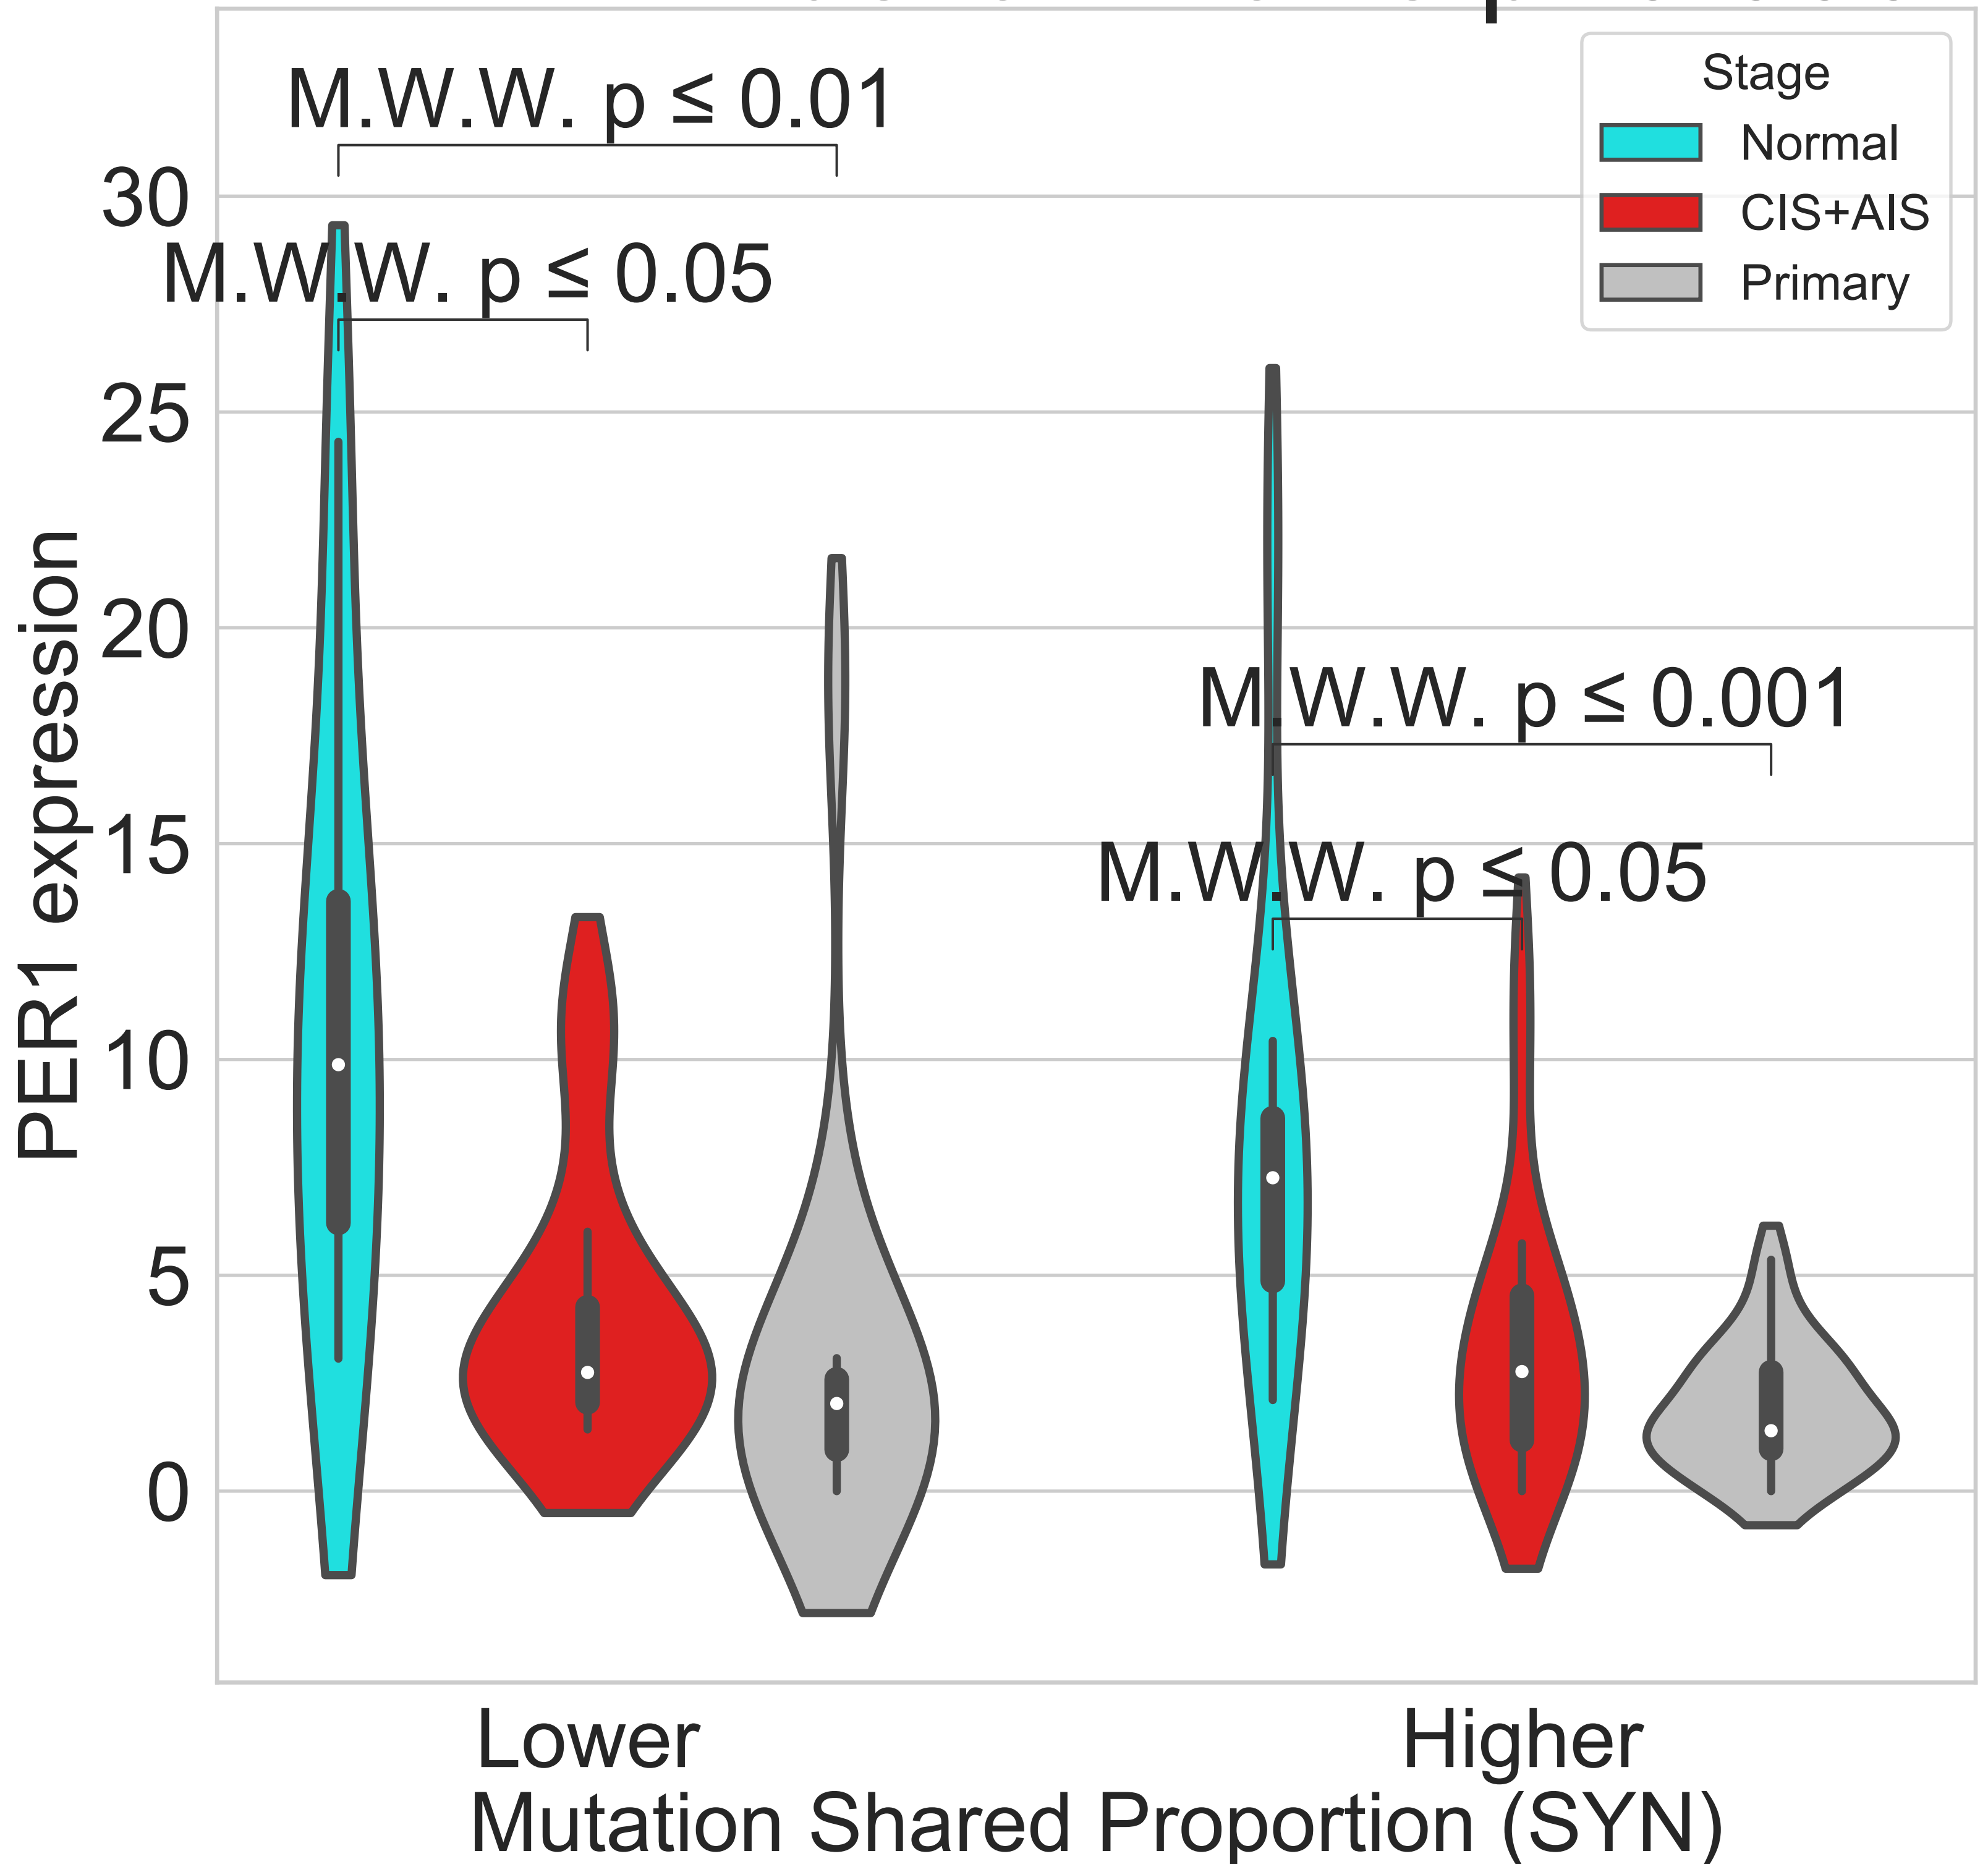 Stage
Normal
CIS+AIS
Primary
M.W.W. p ≤ 0.01
M.W.W. p ≤ 0.05
M.W.W. p ≤ 0.001
M.W.W. p ≤ 0.05
30
25
20
15
10
5
0
PER1 expression
Lower
Higher
Mutation Shared Proportion (SYN)